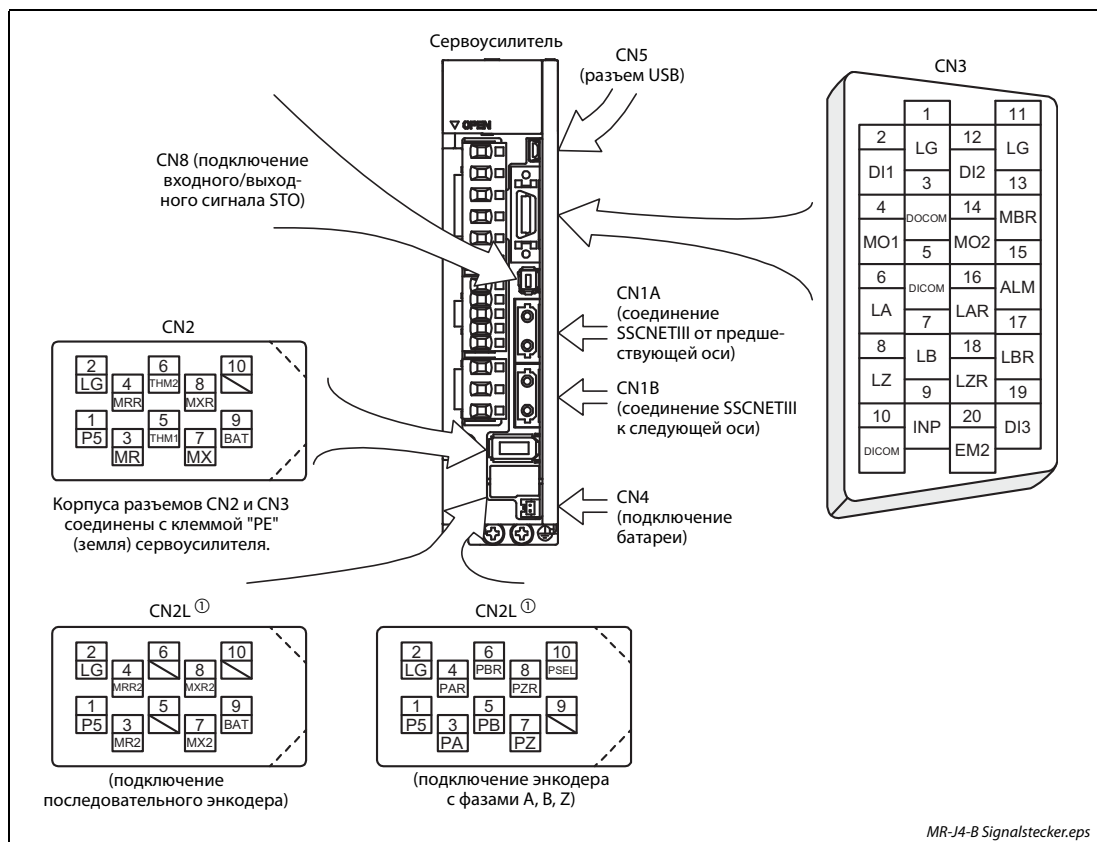 Сервоусилитель
CN5
(разъем USB)
CN3
▽ OPEN
CN8 (подключение
входного/выход-
ного сигнала STO)
1
LG
11
LG
2
DI1
12
DI2
3
DOCOM
13
MBR
4
MO1
14
MO2
5
DICOM
15
ALM
6
LA
16
LAR
7
LB
17
LBR
8
LZ
18
LZR
9
INP
19
DI3
10
DICOM
20
EM2
CN1A
(соединение
SSCNETIII от предше-
ствующей оси)
CN1B
(соединение SSCNETIII
к следующей оси)
CN4
(подключение
батареи)
CN2
2
LG
4
MRR
6
THM2
8
MXR
10
1
P5
3
MR
5
THM1
7
MX
9
BAT
Корпуса разъемов CN2 и CN3
соединены с клеммой "PE"
(земля) сервоусилителя.
CN2L ①
2
LG
4
MRR2
6
8
MXR2
10
1
P5
3
MR2
5
7
MX2
9
BAT
(подключение
последовательного энкодера)
CN2L ①
2
LG
4
PAR
6
PBR
8
PZR
10
PSEL
1
P5
3
PA
5
PB
7
PZ
9
(подключение энкодера
с фазами A, B, Z)
MR-J4-B Signalstecker.eps